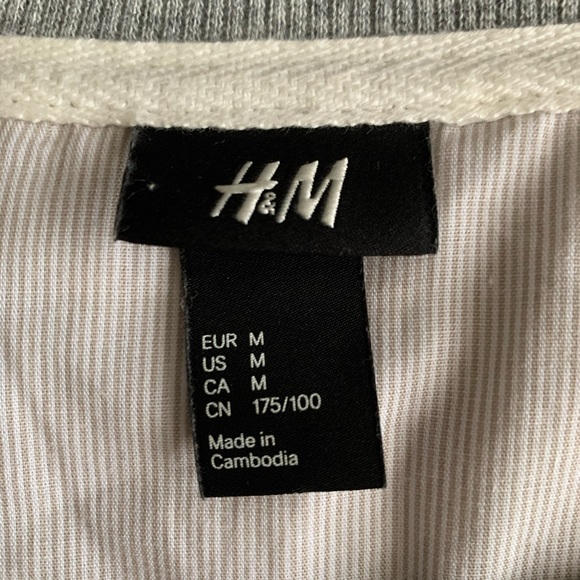 H&M
EUR M
US M
CA M
CN 175/100
Made in
Cambodia